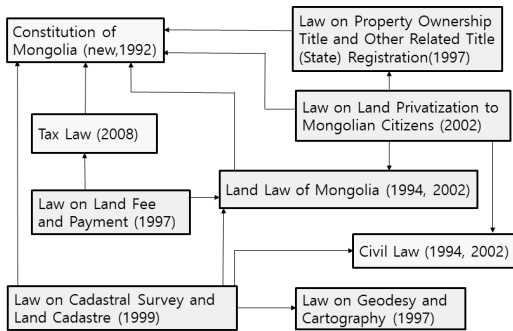 Constitution of
Mongolia (new,1992)
Law on Property Ownership
Title and Other Related Title
(State) Registration(1997)
Law on Land Privatization to
Mongolian Citizens (2002)
Tax Law (2008)
Land Law of Mongolia (1994, 2002)
Law on Land Fee
and Payment (1997)
Civil Law (1994, 2002)
Law on Cadastral Survey and
Land Cadastre (1999)
Law on Geodesy and
Cartography (1997)